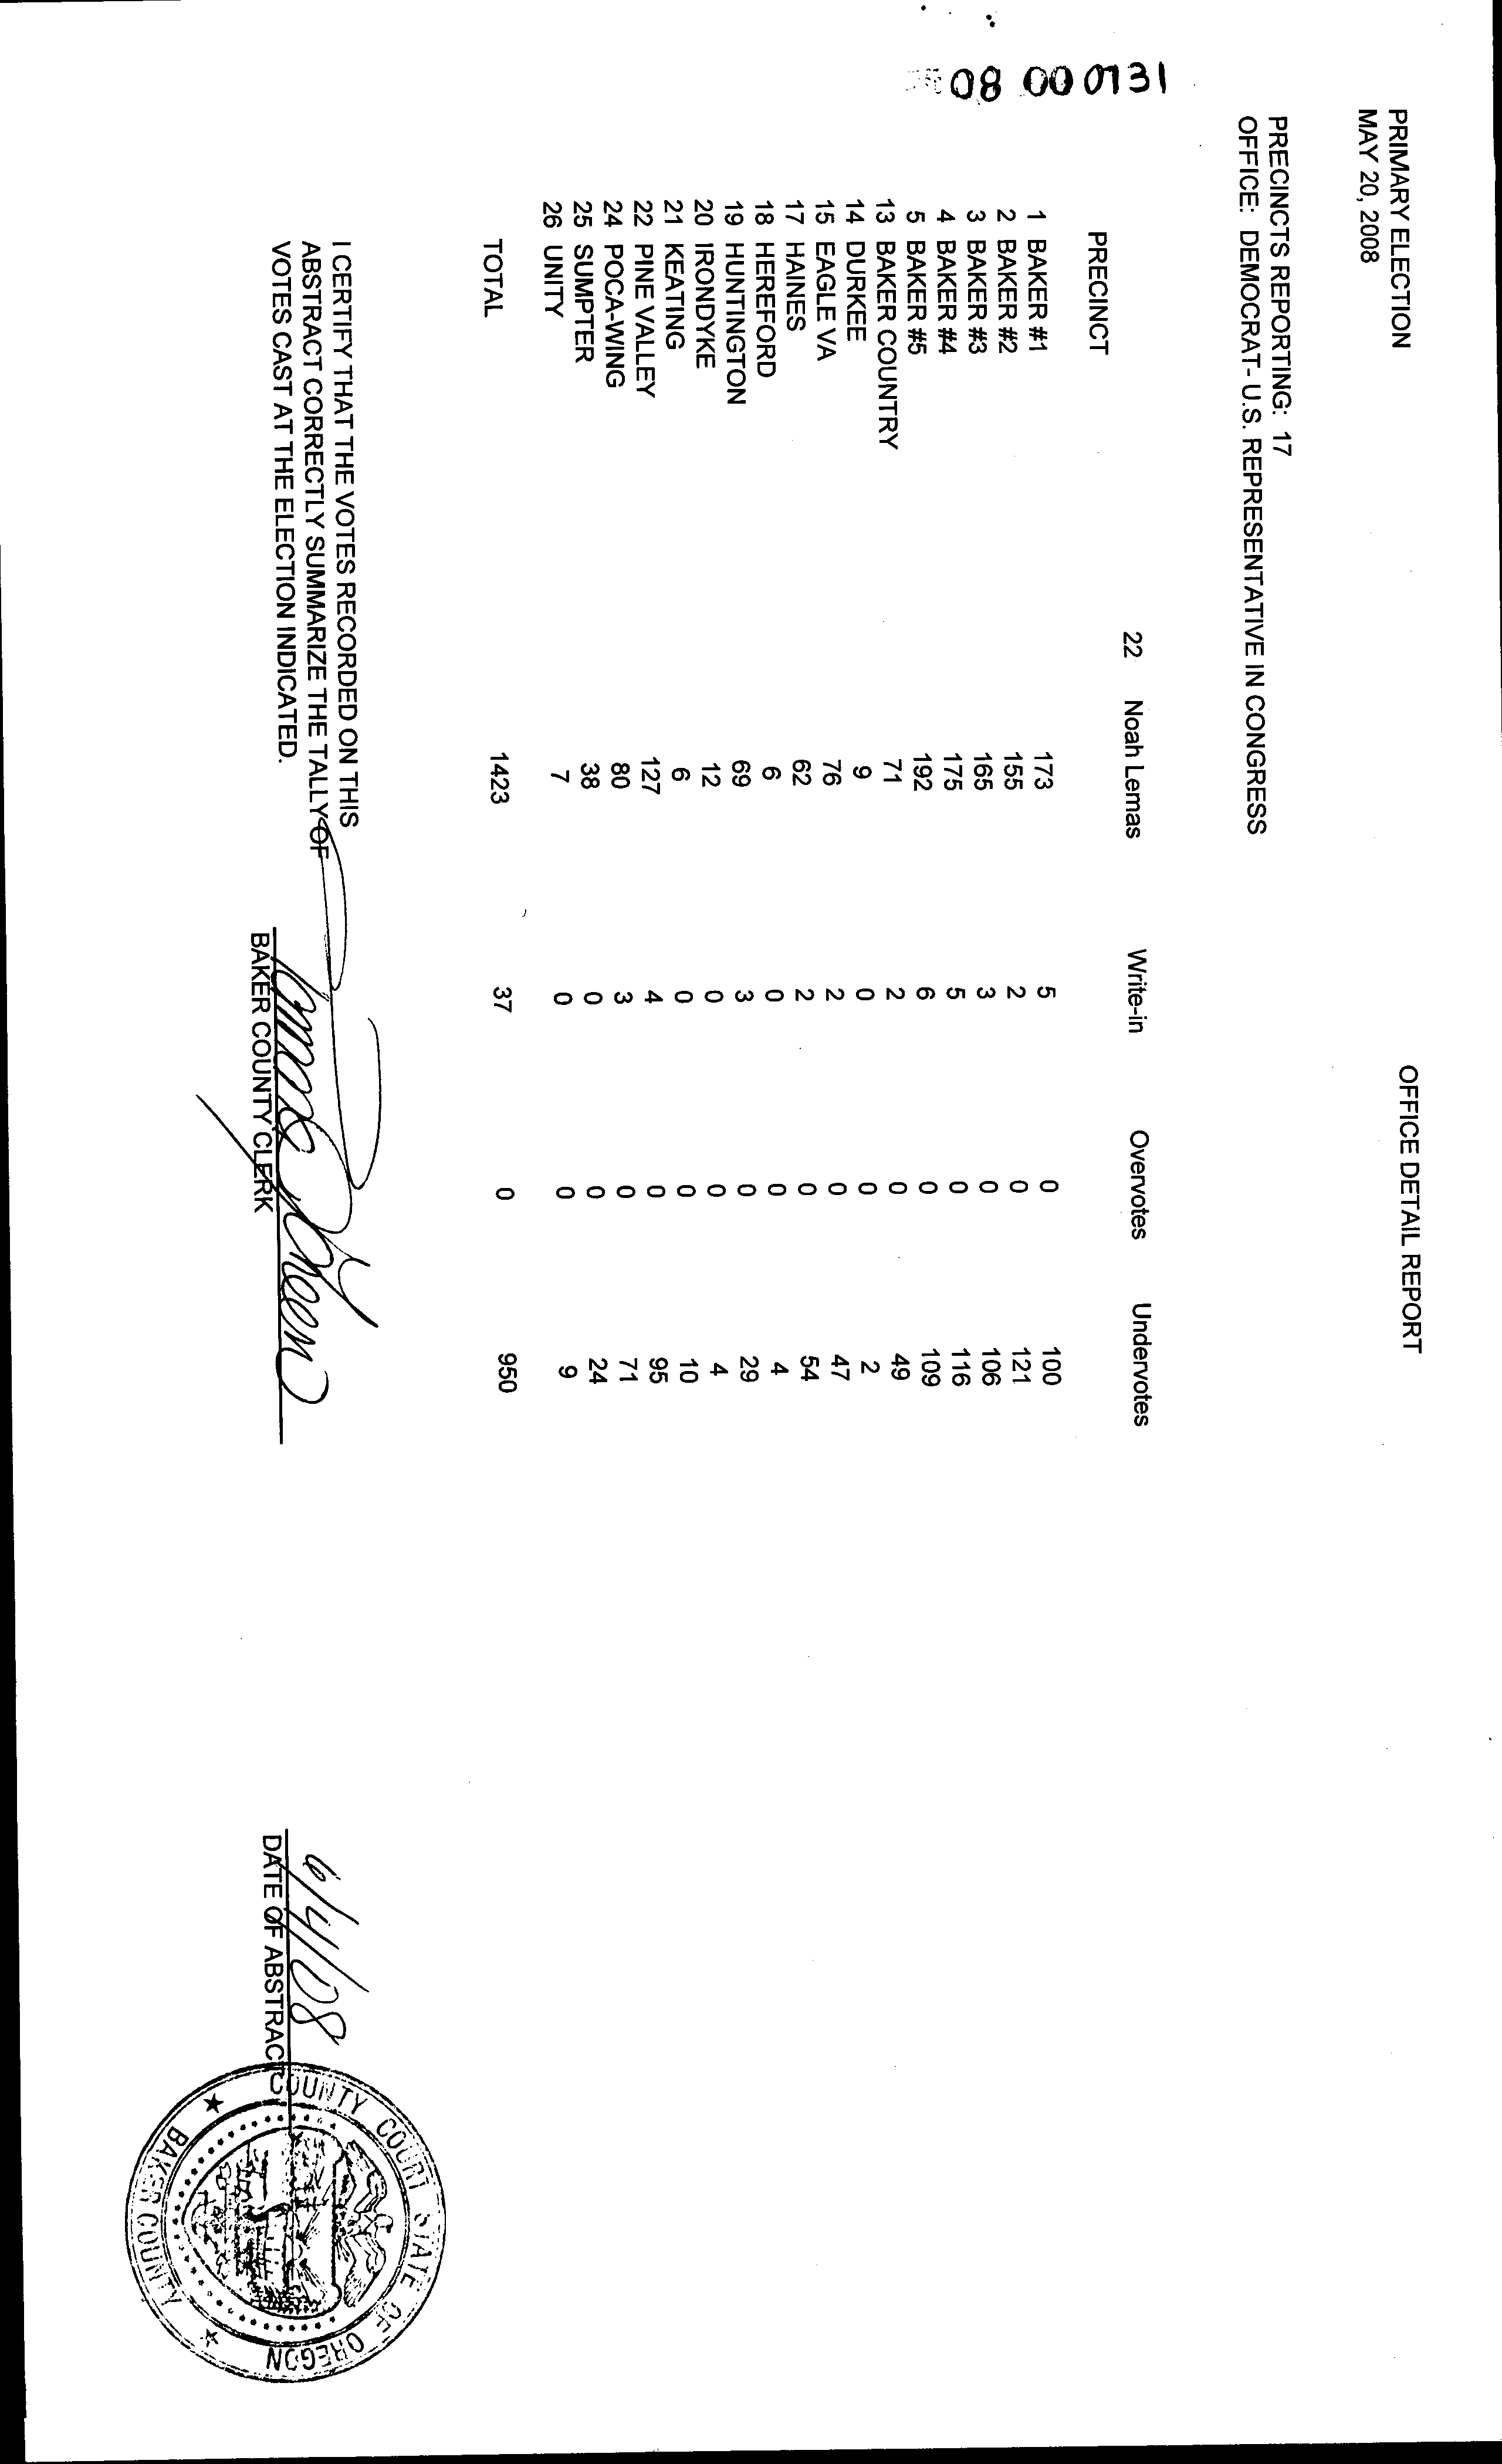 08 000131
PRIMARY ELECTION
MAY 20, 2008
OFFICE DETAIL REPORT
PRECINCTS REPORTING: 17
OFFICE: DEMOCRAT- U.S. REPRESENTATIVE IN CONGRESS
PRECINCT 22 Noah Lemas Write-in Overvotes Undervotes
1 BAKER #1 173 5 0 100
2 BAKER #2 155 2 0 121
3 BAKER #3 165 3 0 106
4 BAKER #4 175 5 0 116
5 BAKER #5 192 6 0 109
13 BAKER COUNTRY 71 2 0 49
14 DURKEE 9 0 0 2
15 EAGLE VA 76 2 0 47
17 HAINES 62 2 0 54
18 HEREFORD 6 0 0 4
19 HUNTINGTON 69 3 0 29
20 IRONDYKE 12 0 0 4
21 KEATING 6 0 0 10
22 PINE VALLEY 127 4 0 95
24 POCA-WING 80 3 0 71
25 SUMPTER 38 0 0 24
26 UNITY 7 0 0 9
TOTAL 1423 37 0 950
I CERTIFY THAT THE VOTES RECORDED ON THIS
ABSTRACT CORRECTLY SUMMARIZE THE TALLY OF
VOTES CAST AT THE ELECTION INDICATED.
BAKER COUNTY CLERK
6/4/08
DATE OF ABSTRACT
COUNTY COURT STATE OF OREGON
BAKER COUNTY